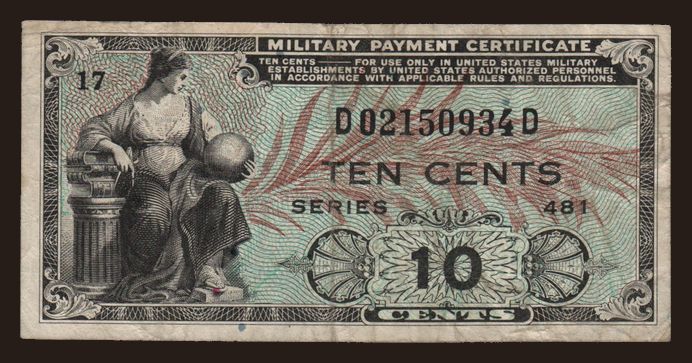 MILITARY PAYMENT CERTIFICATE
TEN CENTS — FOR USE ONLY IN UNITED STATES MILITARY
ESTABLISHMENTS BY UNITED STATES AUTHORIZED PERSONNEL
IN ACCORDANCE WITH APPLICABLE RULES AND REGULATIONS.
17
D02150934D
TEN CENTS
SERIES 481
10
CENTS